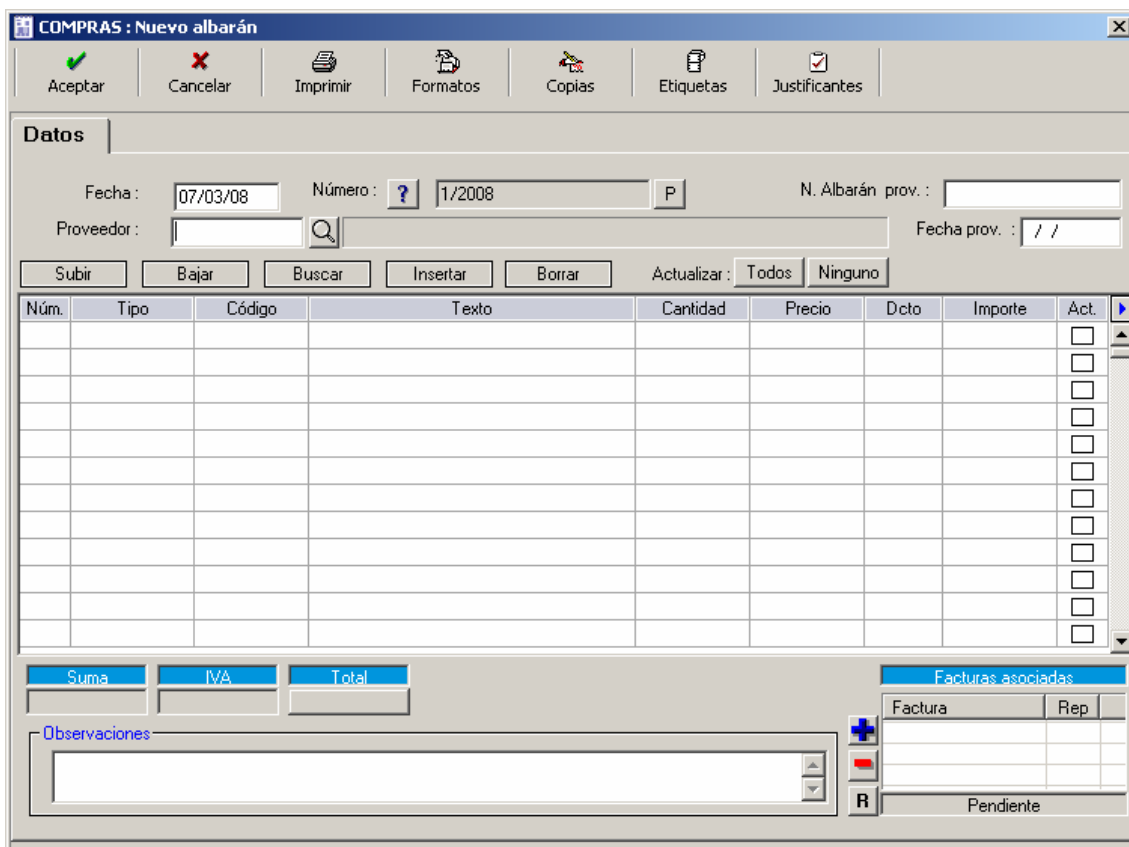 COMPRAS : Nuevo albarán
Aceptar Cancelar Imprimir Formatos Copias Etiquetas Justificantes
Datos
Fecha : 07/03/08 Número : ? 1/2008 P N. Albarán prov. :
Proveedor : Fecha prov. : / /
Subir Bajar Buscar Insertar Borrar Actualizar : Todos Ninguno
Núm. Tipo Código Texto Cantidad Precio Dcto Importe Act.
Suma IVA Total Facturas asociadas
Factura Rep
Observaciones
R Pendiente